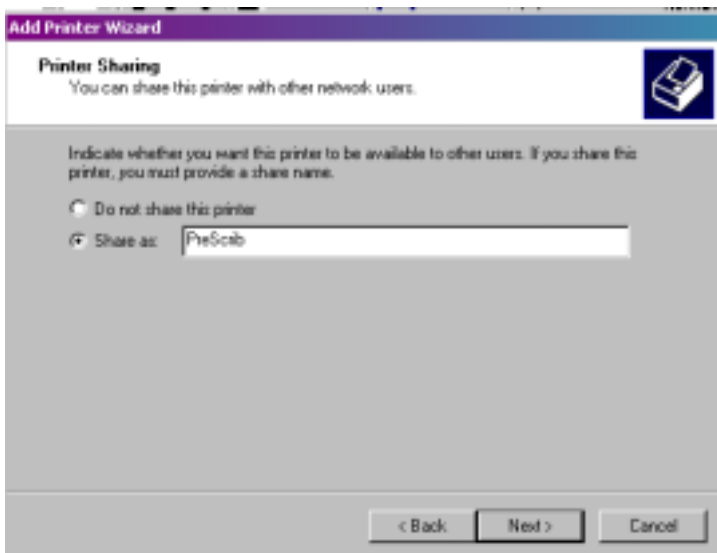 Add Printer Wizard
Printer Sharing
You can share this printer with other network users.
Indicate whether you want this printer to be available to other users. If you share this
printer, you must provide a share name.
Do not share this printer
Share as: PreScrib
< Back Next > Cancel